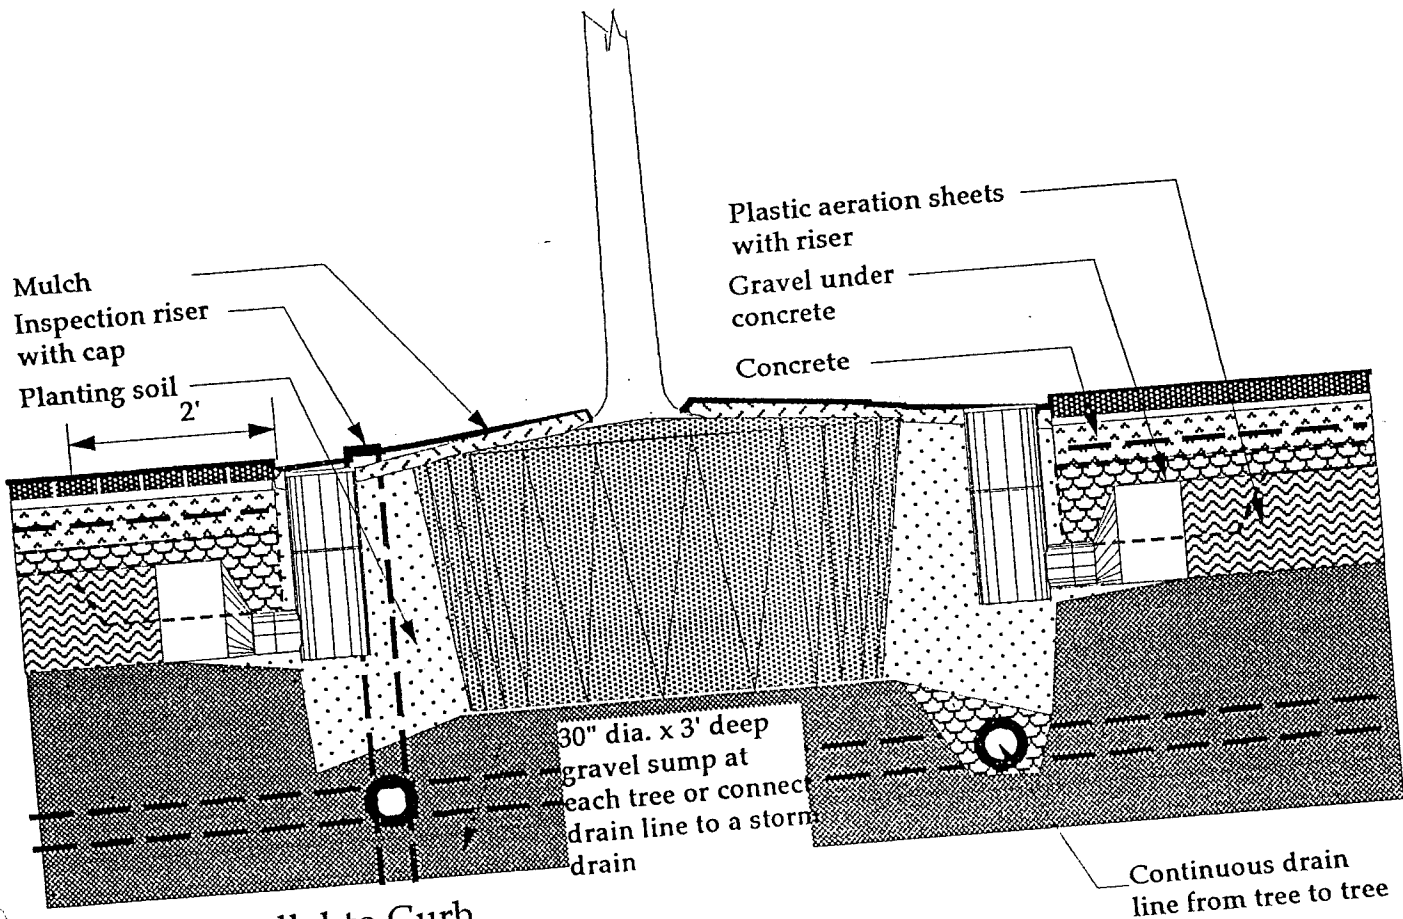 Plastic aeration sheets
with riser
Gravel under
concrete
Concrete
Mulch
Inspection riser
with cap
Planting soil
2'
30" dia. x 3' deep
gravel sump at
each tree or connect
drain line to a storm
drain
Continuous drain
line from tree to tree
to Curb